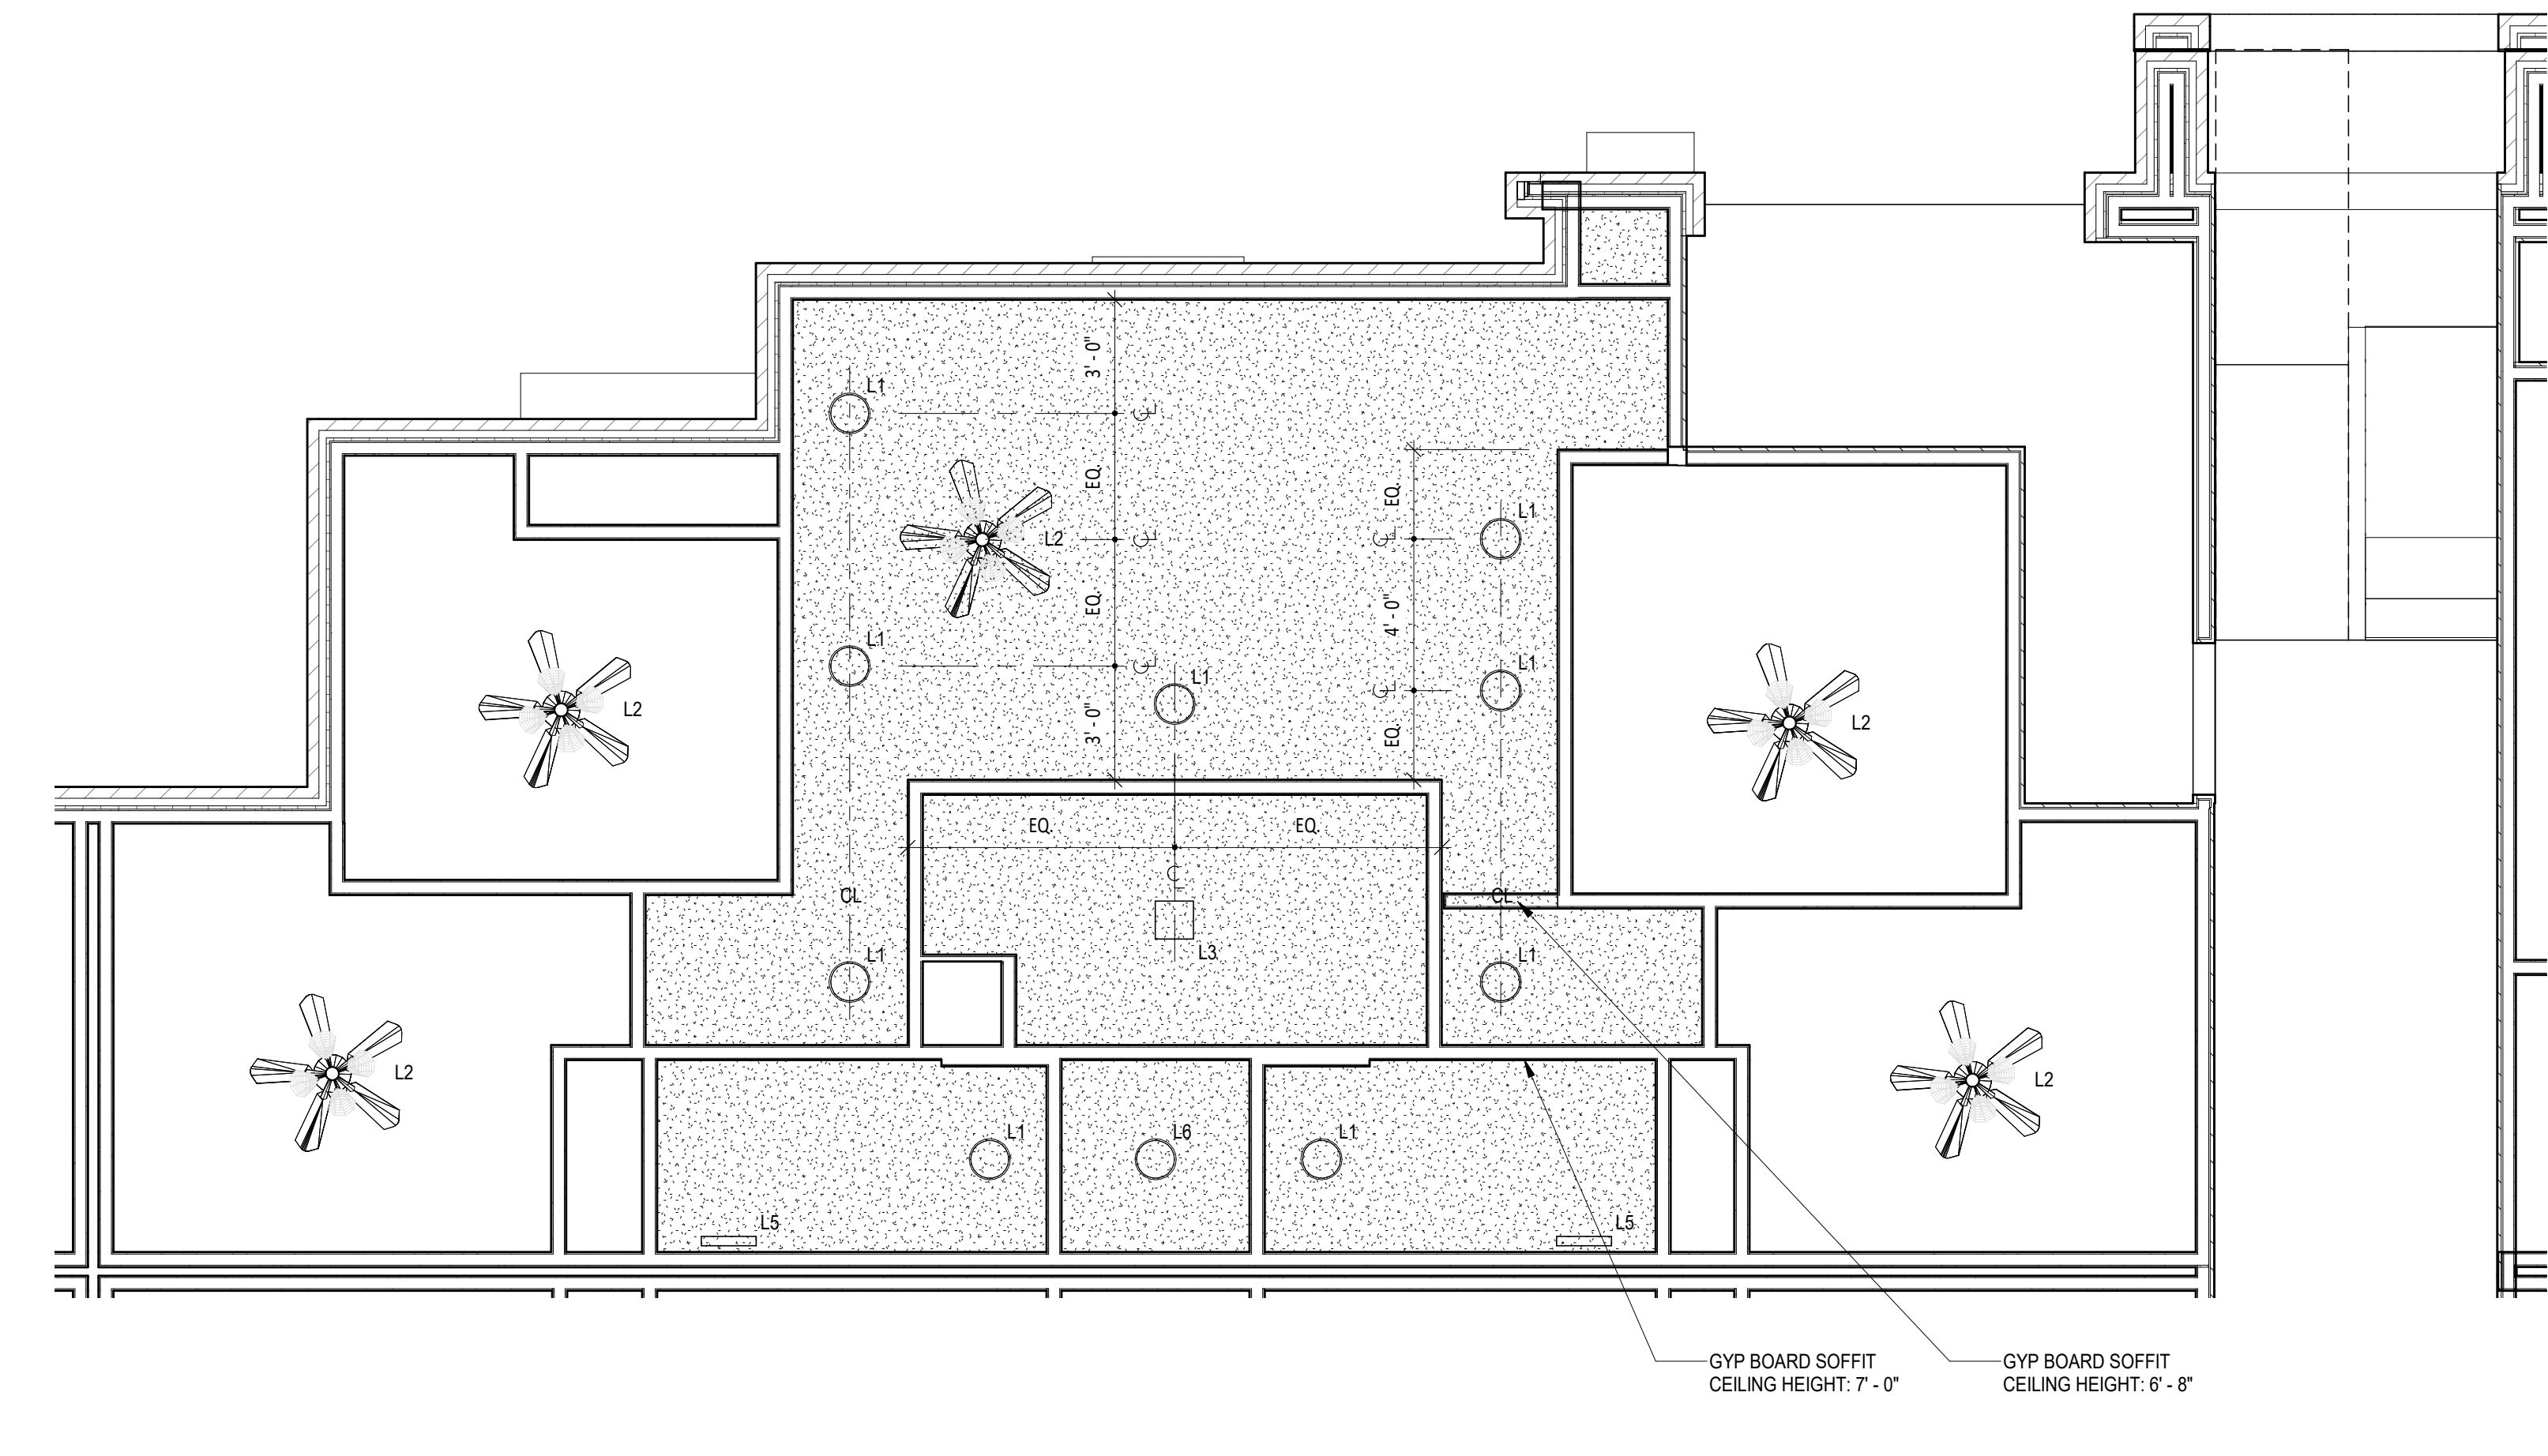 3' - 0"
L1
EQ.
EQ.
L1
L2
EQ.
4' - 0"
L1
L1
L1
L2
L2
3' - 0"
EQ.
EQ.
EQ.
CL
CL
L1
L3
L1
L2
L2
L1
L6
L1
L5
L5
GYP BOARD SOFFIT
CEILING HEIGHT: 7' - 0"
GYP BOARD SOFFIT
CEILING HEIGHT: 6' - 8"